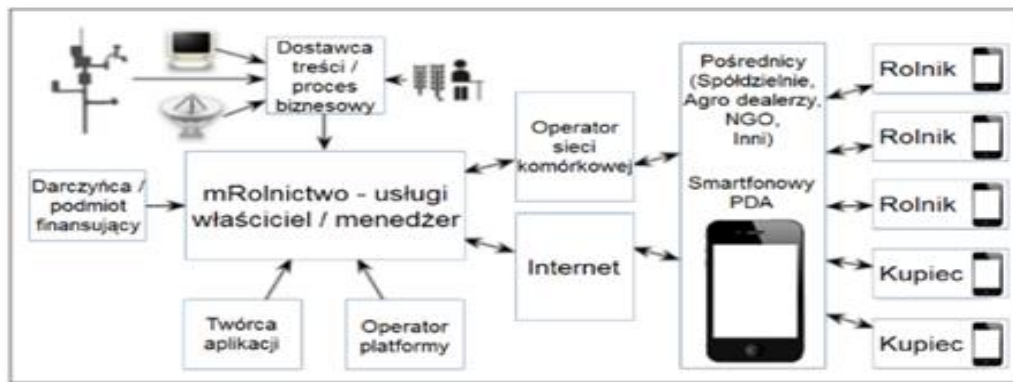 Dostawca
treści /
proces
biznesowy
Darczyńca /
podmiot
finansujący
mRolnictwo - usługi
właściciel / menedżer
Twórca
aplikacji
Operator
platformy
Operator
sieci
komórkowej
Internet
Pośrednicy
(Spółdzielnie,
Agro dealerzy,
NGO,
Inni)
Smartfonowy
PDA
Rolnik
Rolnik
Rolnik
Kupiec
Kupiec